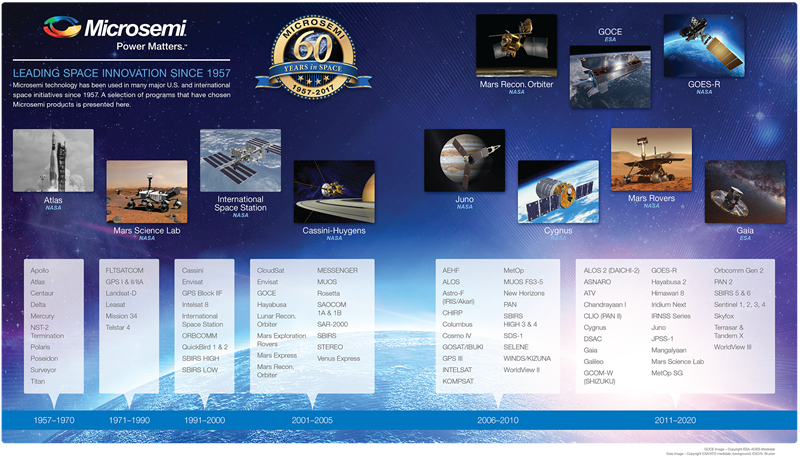 Microsemi
Power Matters.™
LEADING SPACE INNOVATION SINCE 1957
Microsemi technology has been used in many major U.S. and international
space initiatives since 1957. A selection of programs that have chosen
Microsemi products is presented here.
MICROSEMI
60
YEARS in SPACE
1957-2017
Mars Recon. Orbiter
NASA
GOCE
ESA
GOES-R
NASA
Atlas
NASA
Mars Science Lab
NASA
International
Space Station
NASA
Cassini-Huygens
NASA
Juno
NASA
Cygnus
NASA
Mars Rovers
NASA
Gaia
ESA
Apollo
Atlas
Centaur
Delta
Mercury
NST-2
Termination
Polaris
Poseidon
Surveyor
Titan
1957–1970
FLTSATCOM
GPS I & II/IIA
Landsat-D
Leasat
Mission 34
Telstar 4
1971–1990
Cassini
Envisat
GPS Block IIF
Intelsat 8
International
Space Station
ORBCOMM
QuickBird 1 & 2
SBIRS HIGH
SBIRS LOW
1991–2000
CloudSat
Envisat
GOCE
Hayabusa
Lunar Recon.
Orbiter
Mars Exploration
Rovers
Mars Express
Mars Recon.
Orbiter
MESSENGER
MUOS
Rosetta
SAOCOM
1A & 1B
SAR-2000
SBIRS
STEREO
Venus Express
2001–2005
AEHF
ALOS
Astro-F
(IRIS/Akari)
CHIRP
Columbus
Cosmo IV
GOSAT/IBUKI
GPS III
INTELSAT
KOMPSAT
MetOp
MUOS FS3-5
New Horizons
PAN
SBIRS
HIGH 3 & 4
SDS-1
SELENE
WINDS/KIZUNA
WorldView II
2006–2010
ALOS 2 (DAICHI-2)
ASNARO
ATV
Chandrayaan I
CLIO (PAN II)
Cygnus
DSAC
Gaia
Galileo
GCOM-W
(SHIZUKU)
GOES-R
Hayabusa 2
Himawari 8
Iridium Next
IRNSS Series
Juno
JPSS-1
Mangalyaan
Mars Science Lab
MetOp SG
Orbcomm Gen 2
PAN 2
SBIRS 5 & 6
Sentinel 1, 2, 3, 4
Skyfox
Terrasar &
Tandem X
WorldView III
2011–2020